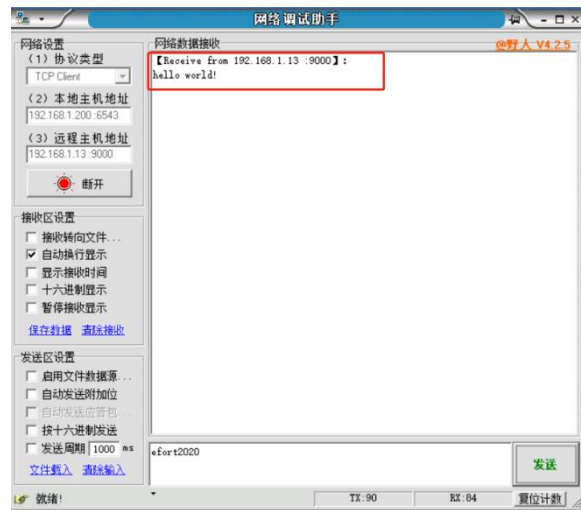 网络调试助手
网络设置
(1) 协议类型
TCP Client
(2) 本地主机地址
192.168.1.200 :6543
(3) 远程主机地址
192.168.1.13 :9000
断开
接收区设置
接收转向文件...
自动换行显示
显示接收时间
十六进制显示
暂停接收显示
保存数据 清除接收
发送区设置
启用文件数据源...
自动发送附加位
自动发送应答包...
按十六进制发送
发送周期 1000 ms
文件载入 清除输入
网络数据接收
@野人 V4.2.5
【Receive from 192.168.1.13 :9000】:
hello world!
efort2020
发送
就绪!
TX:90
RX:84
复位计数